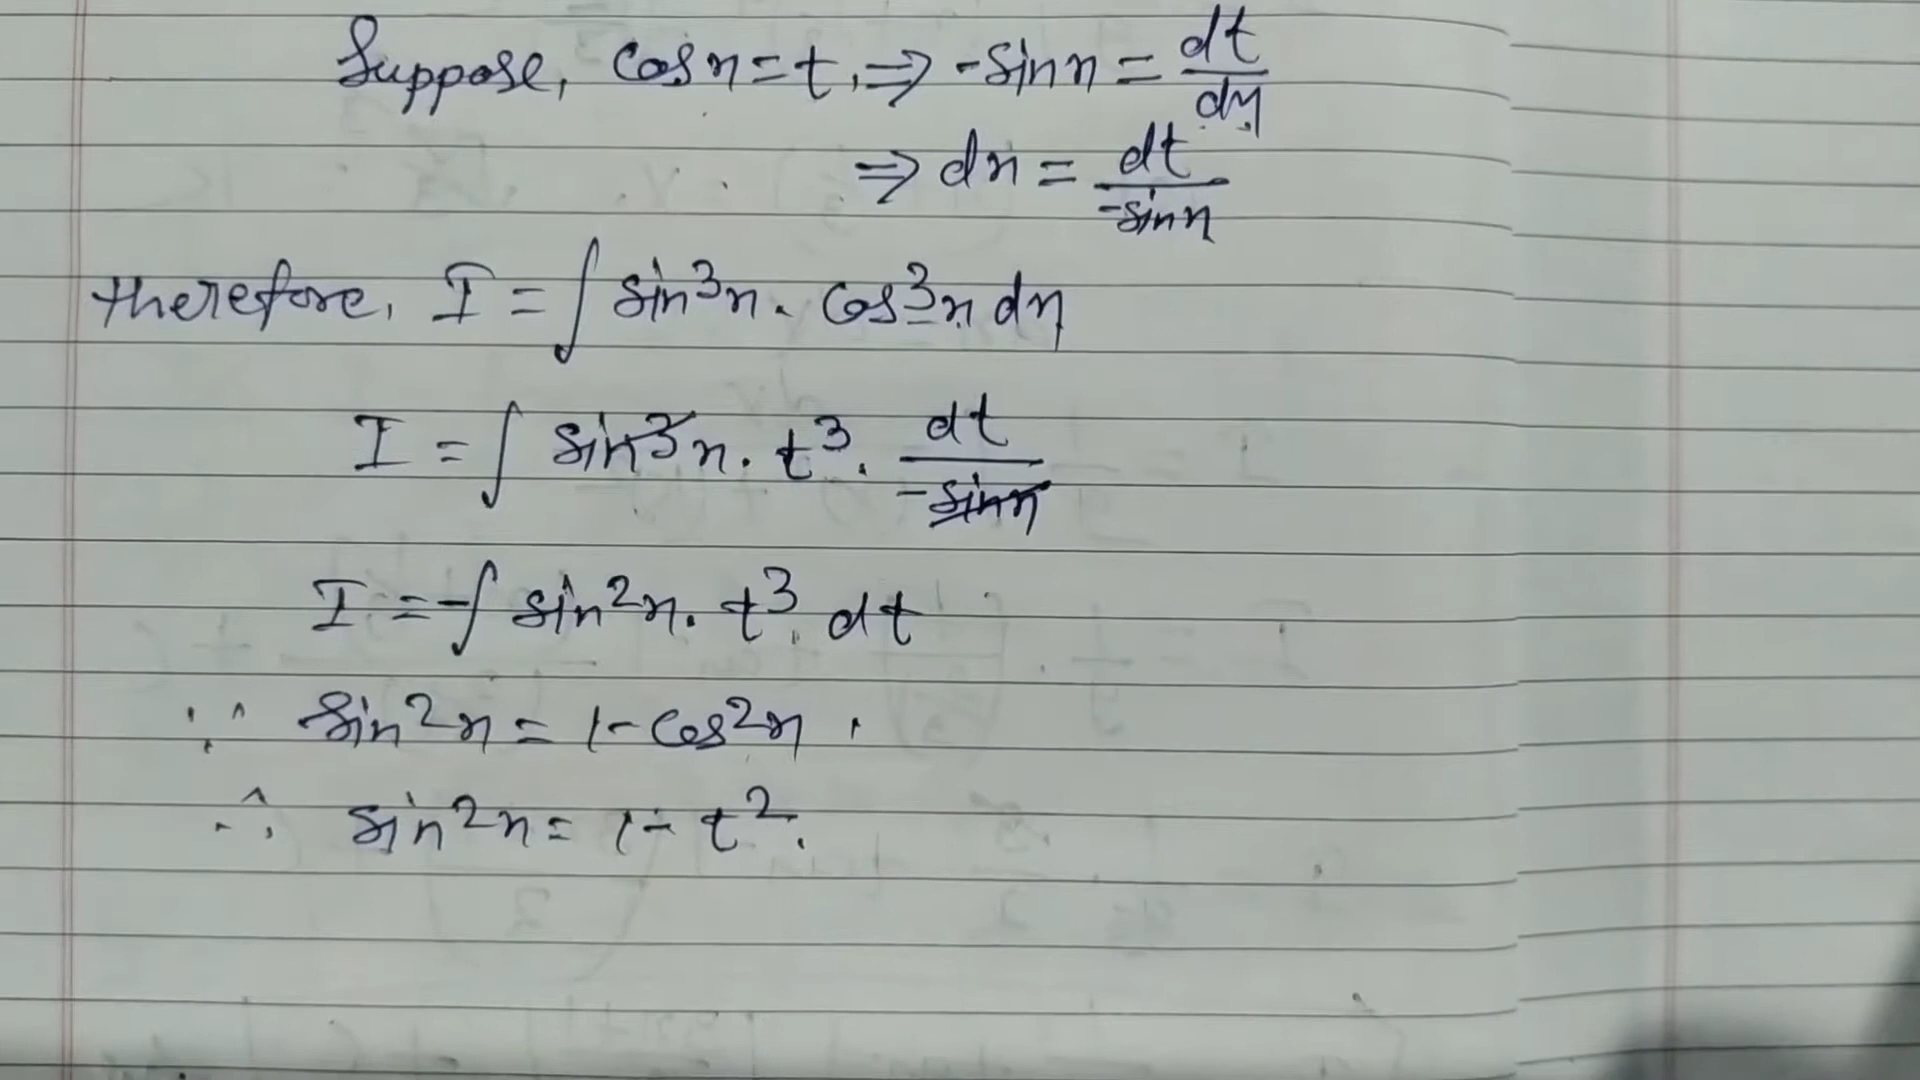 Suppose, cos x = t, ⇒ -sin x = dt/dx
⇒ dx = dt/-sin x
therefore, I = ∫ sin³x · cos³x dx
I = ∫ sin³x · t³ · dt/-sin x
I = -∫ sin²x · t³ dt
∵ sin²x = 1 - cos²x
∴ sin²x = 1 - t².